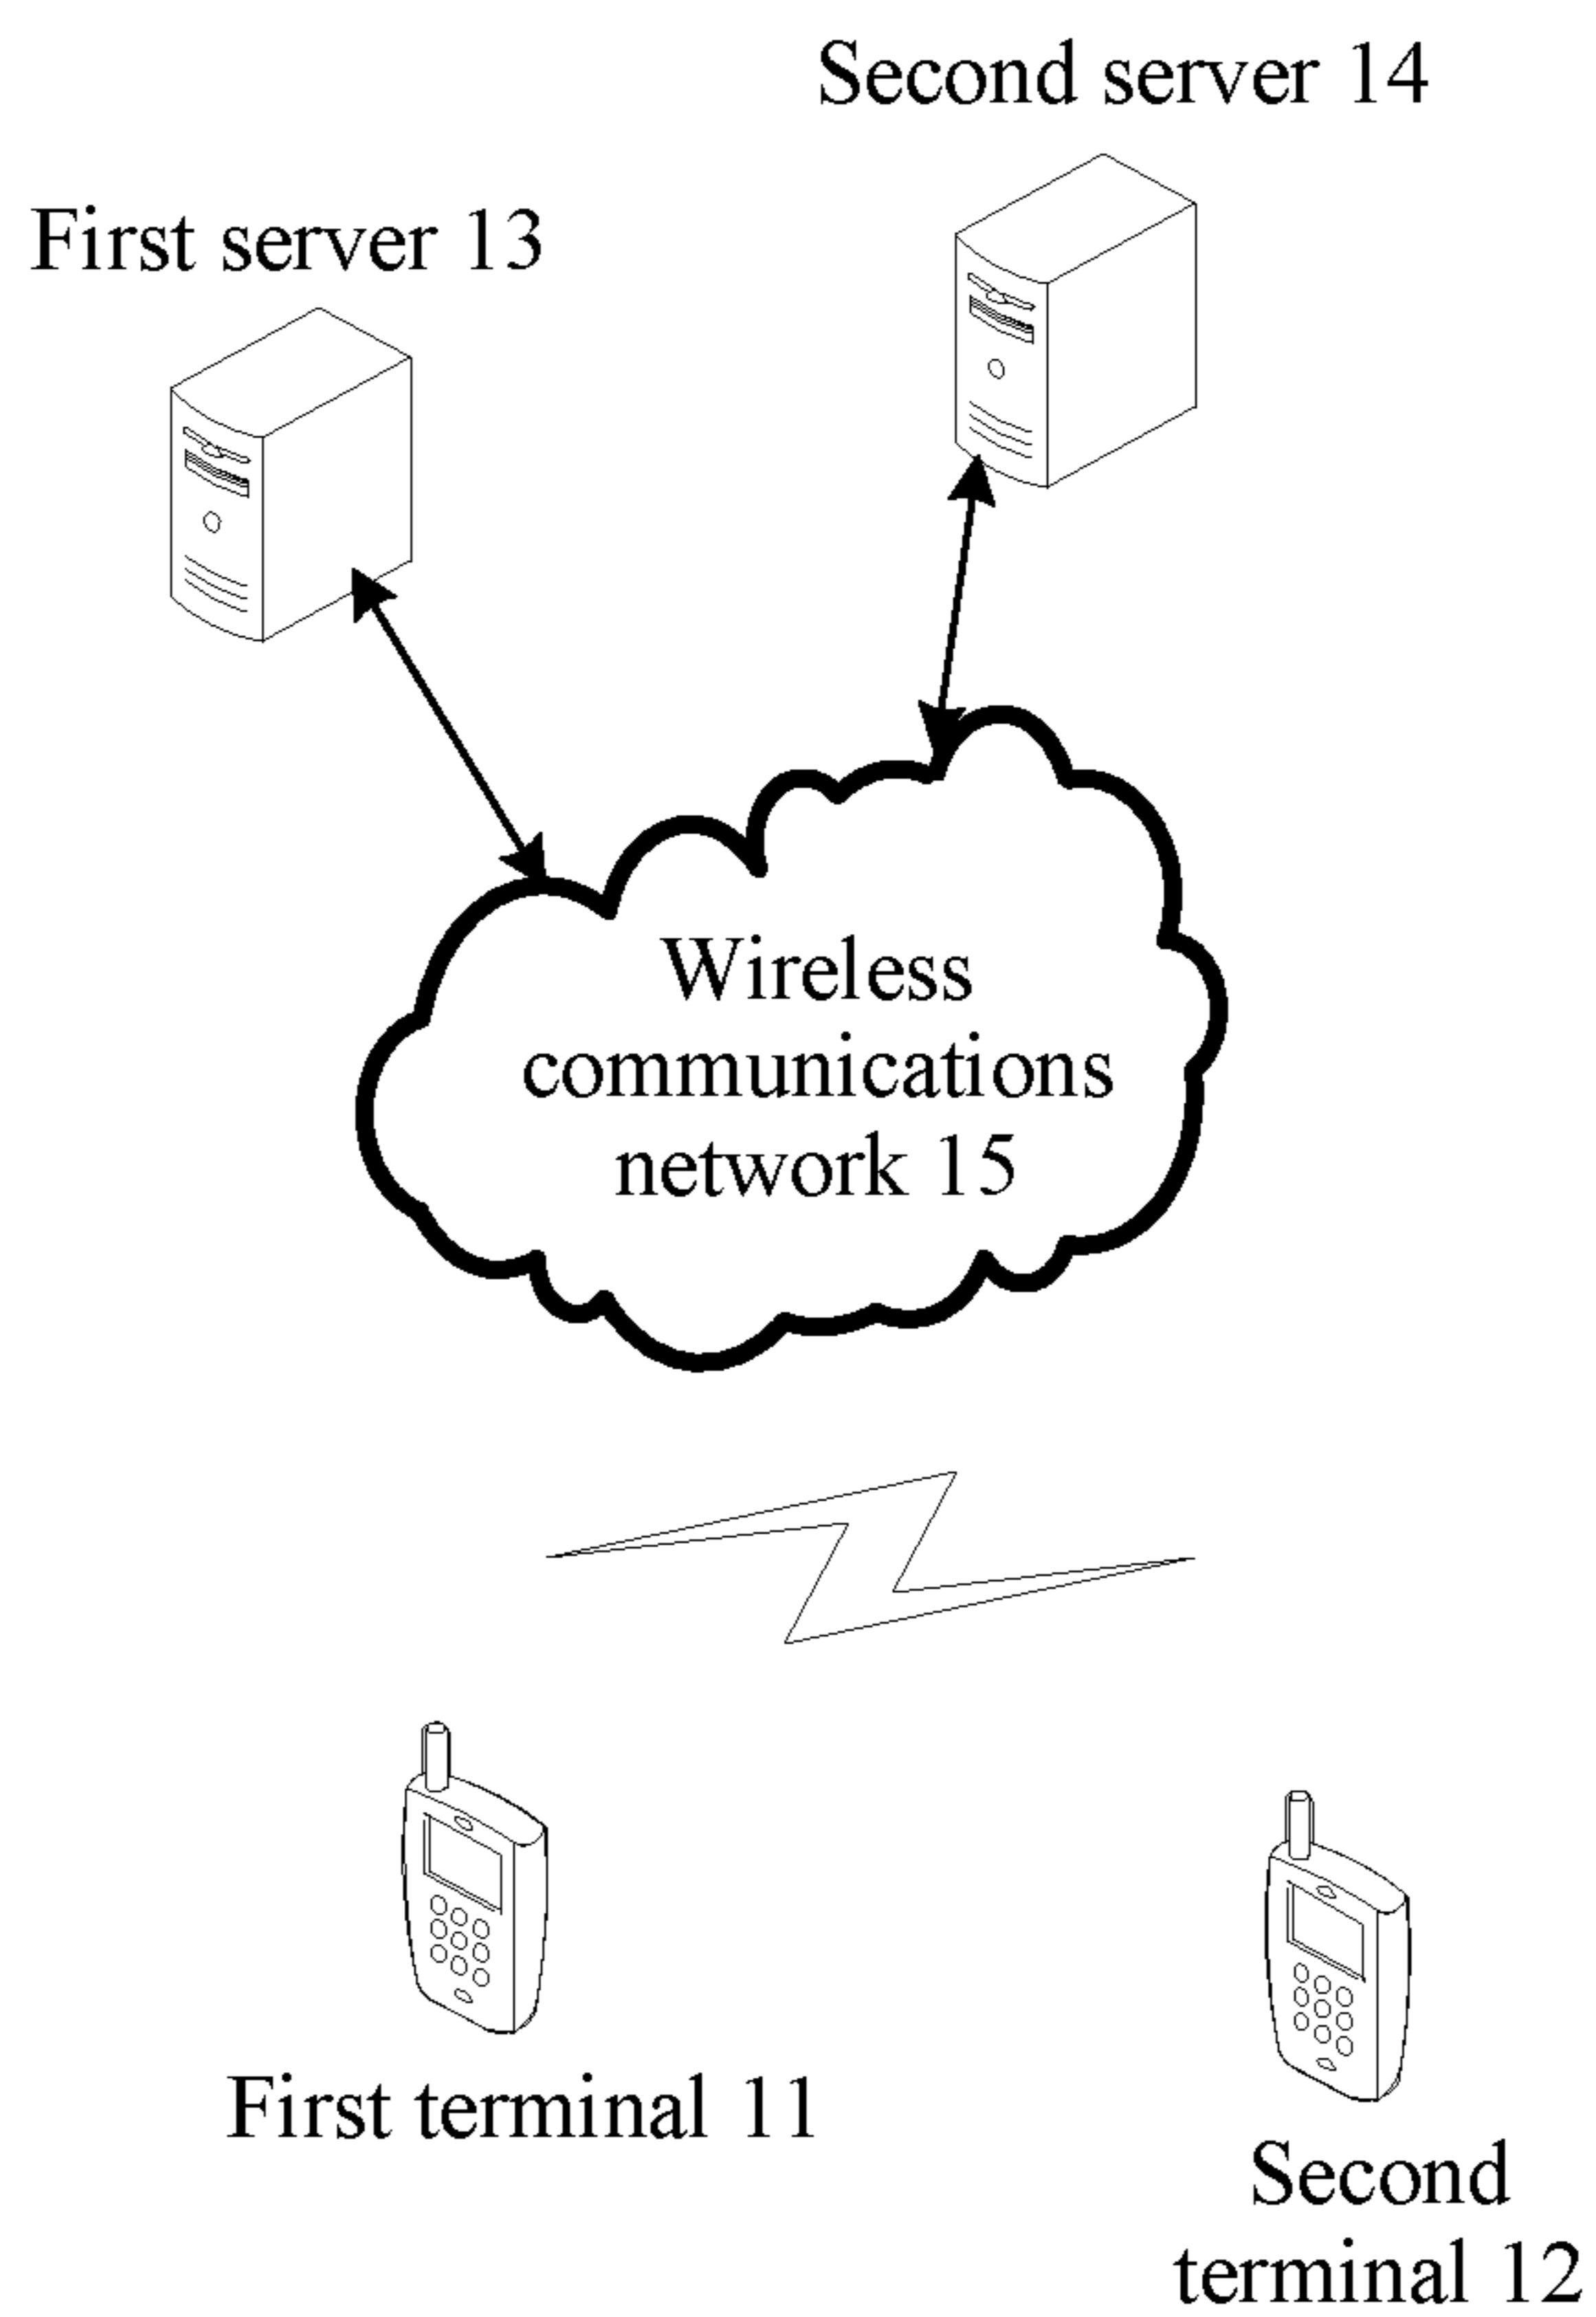 Second server 14
First server 13
Wireless
communications
network 15
First terminal 11
Second
terminal 12